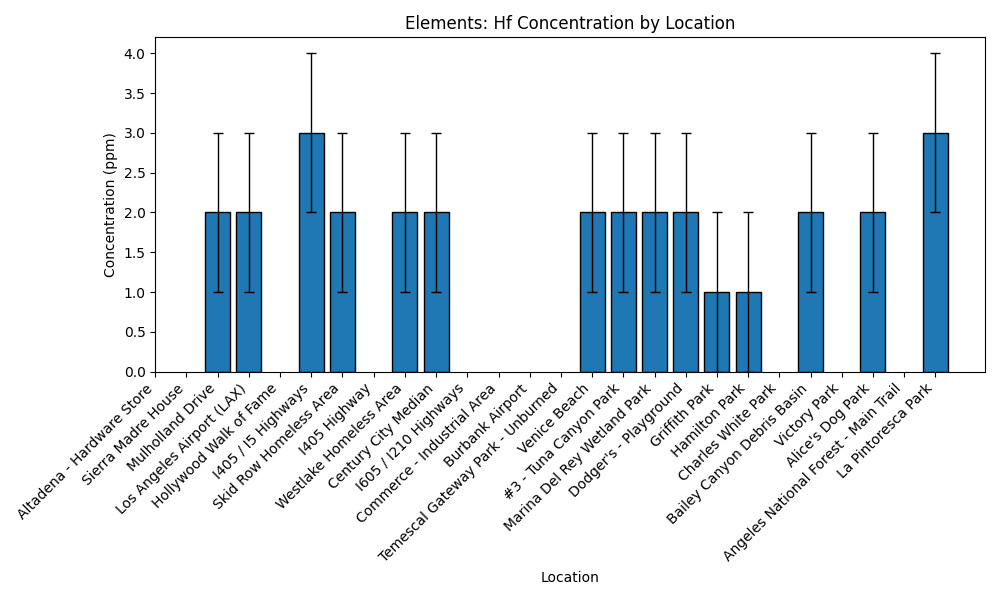 Elements: Hf Concentration by Location
Concentration (ppm)
4.0
3.5
3.0
2.5
2.0
1.5
1.0
0.5
0.0
Altadena - Hardware Store
Sierra Madre House
Mulholland Drive
Los Angeles Airport (LAX)
Hollywood Walk of Fame
I405 / I5 Highways
Skid Row Homeless Area
I405 Highway
Westlake Homeless Area
Century City Median
I605 / I210 Highways
Commerce - Industrial Area
Burbank Airport
Temescal Gateway Park - Unburned
Venice Beach
#3 - Tuna Canyon Park
Marina Del Rey Wetland Park
Dodger's - Playground
Griffith Park
Hamilton Park
Charles White Park
Bailey Canyon Debris Basin
Victory Park
Alice's Dog Park
Angeles National Forest - Main Trail
La Pintoresca Park
Location